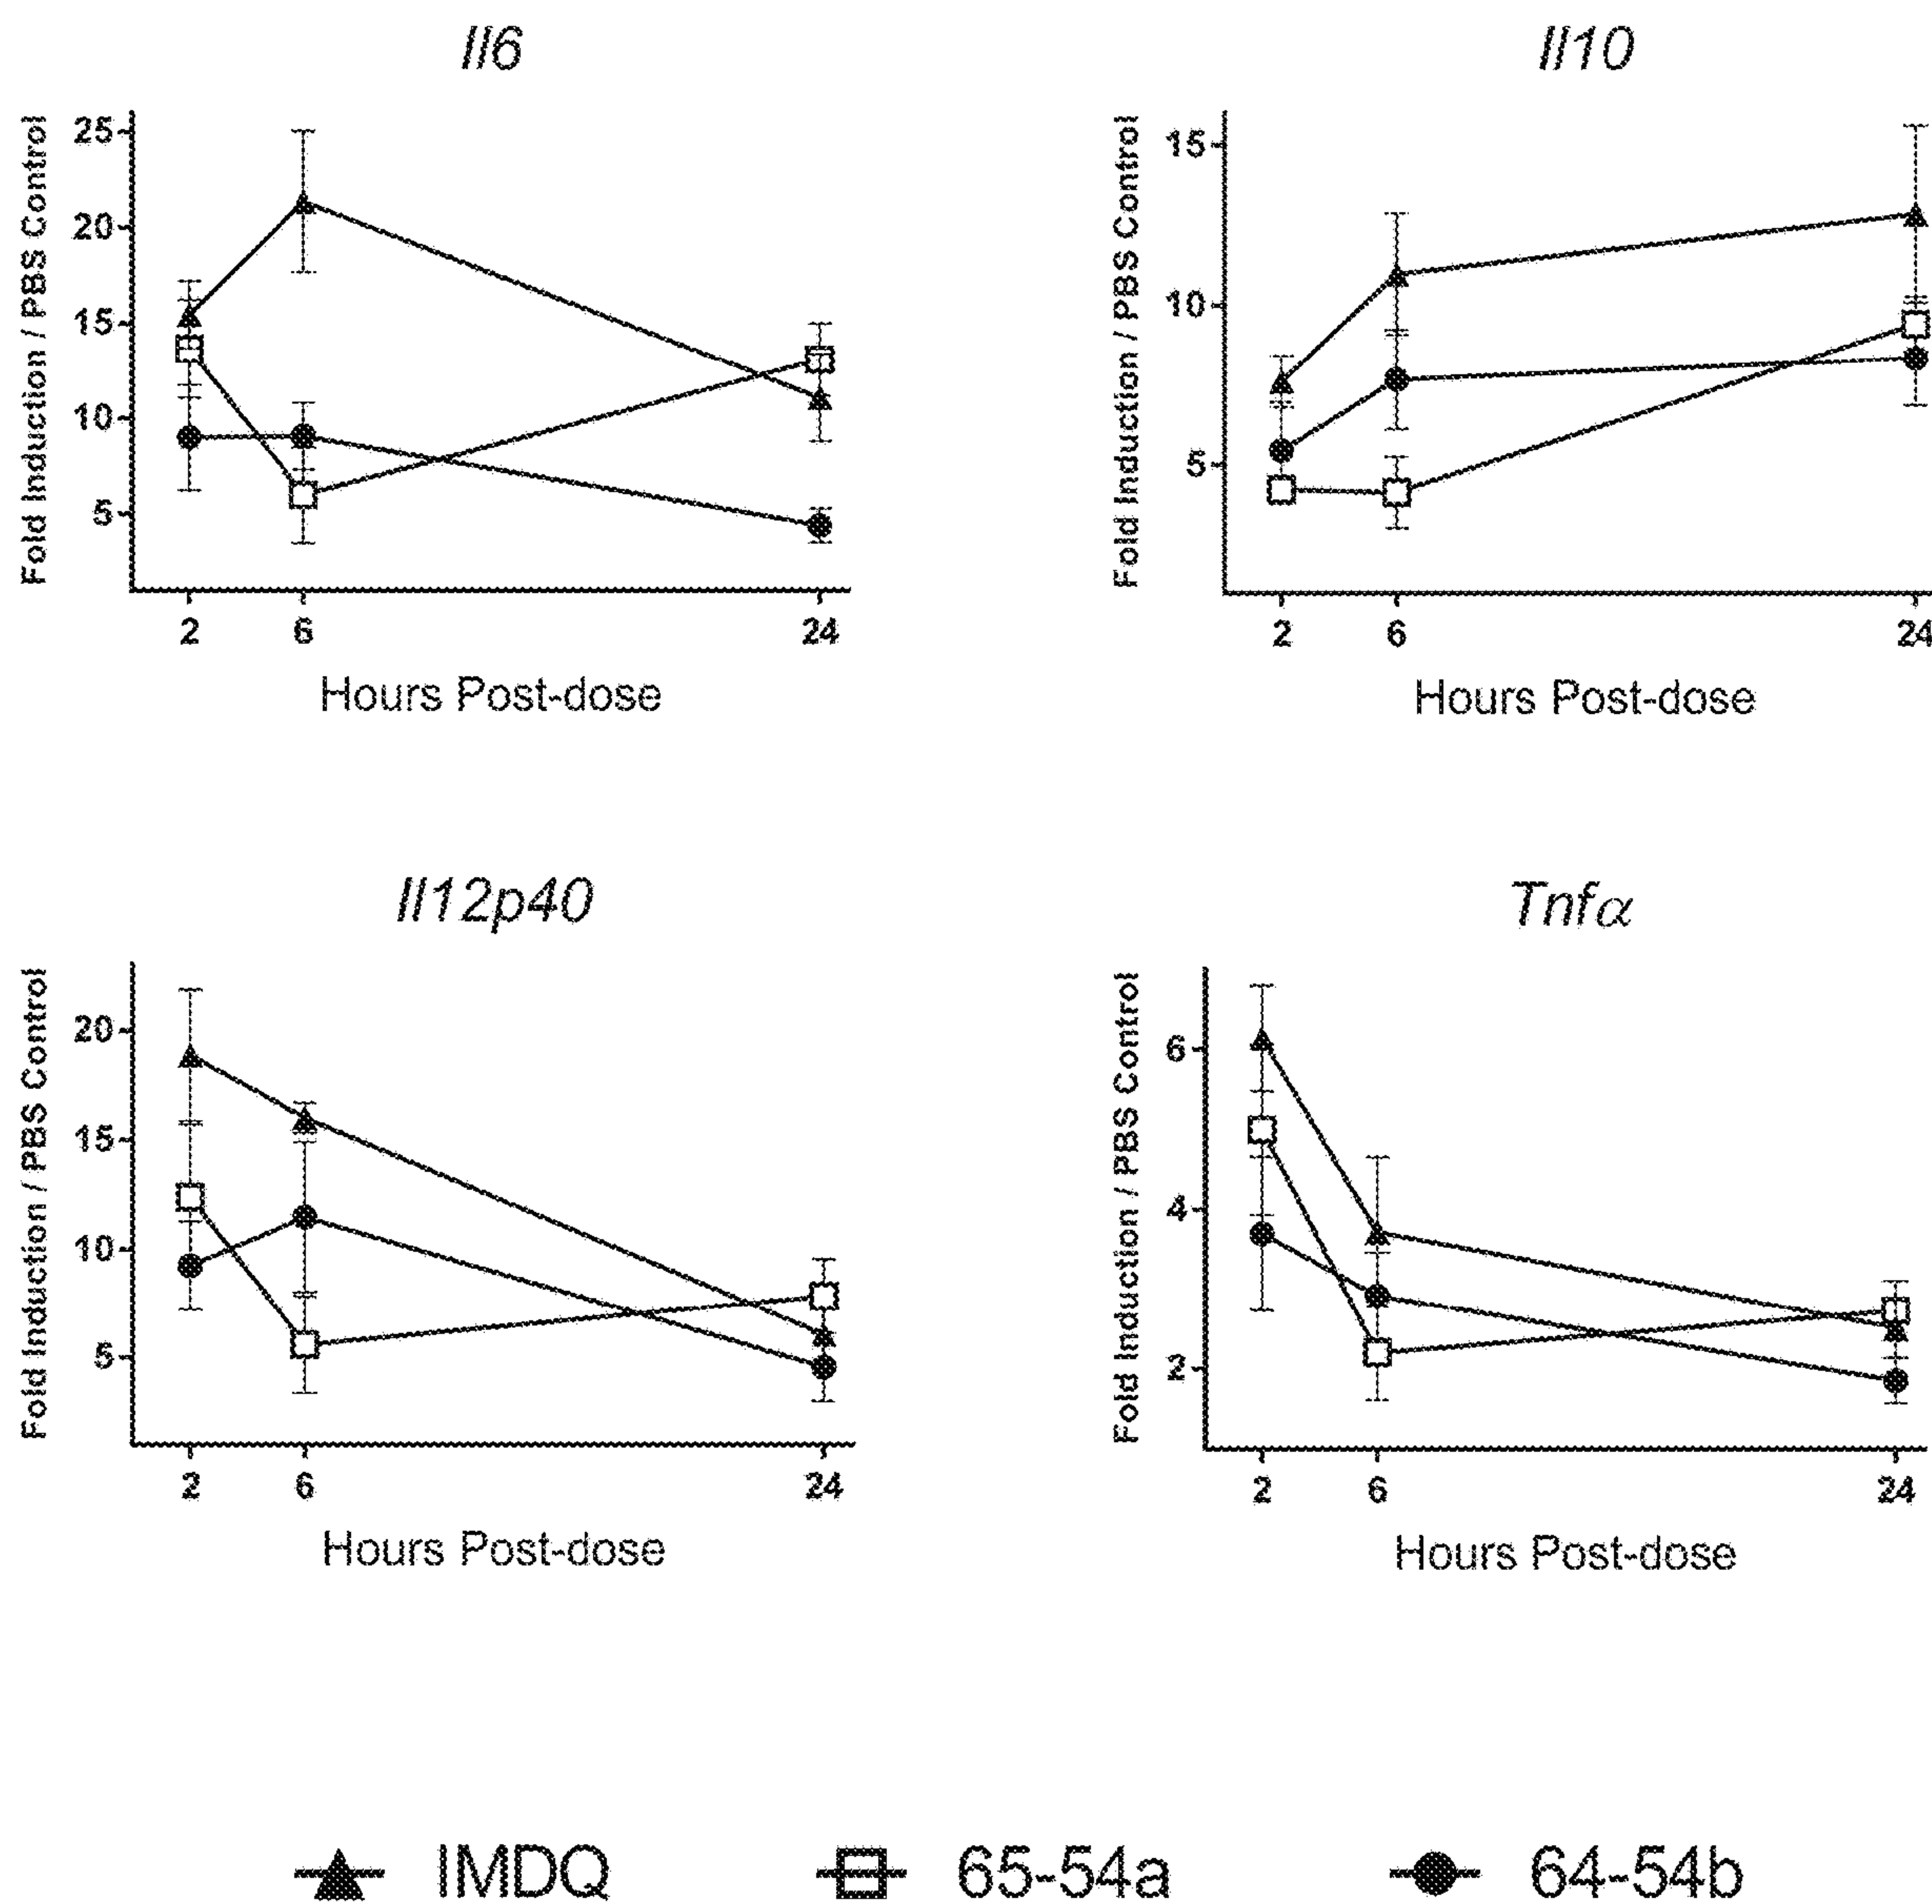 Il6
Fold Induction / PBS Control
25
20
15
10
5
2 6 24
Hours Post-dose
Il10
Fold Induction / PBS Control
15
10
5
2 6 24
Hours Post-dose
Il12p40
Fold Induction / PBS Control
20
15
10
5
2 6 24
Hours Post-dose
Tnfα
Fold Induction / PBS Control
6
4
2
2 6 24
Hours Post-dose
IMDQ 65-54a 64-54b